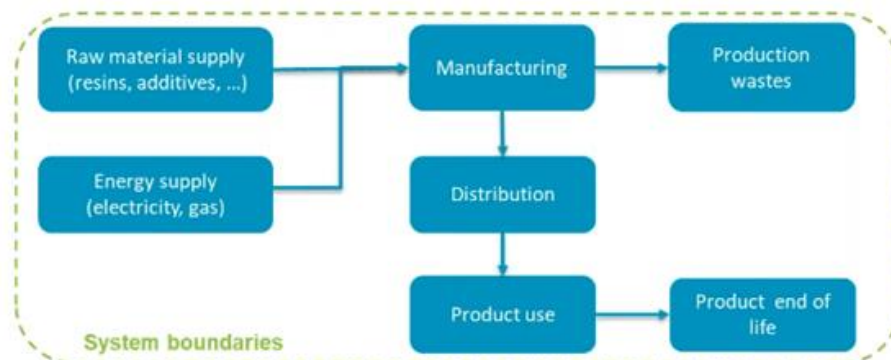 Raw material supply
(resins, additives, ...)
Manufacturing
Production
wastes
Energy supply
(electricity, gas)
Distribution
Product use
Product end of
life
System boundaries